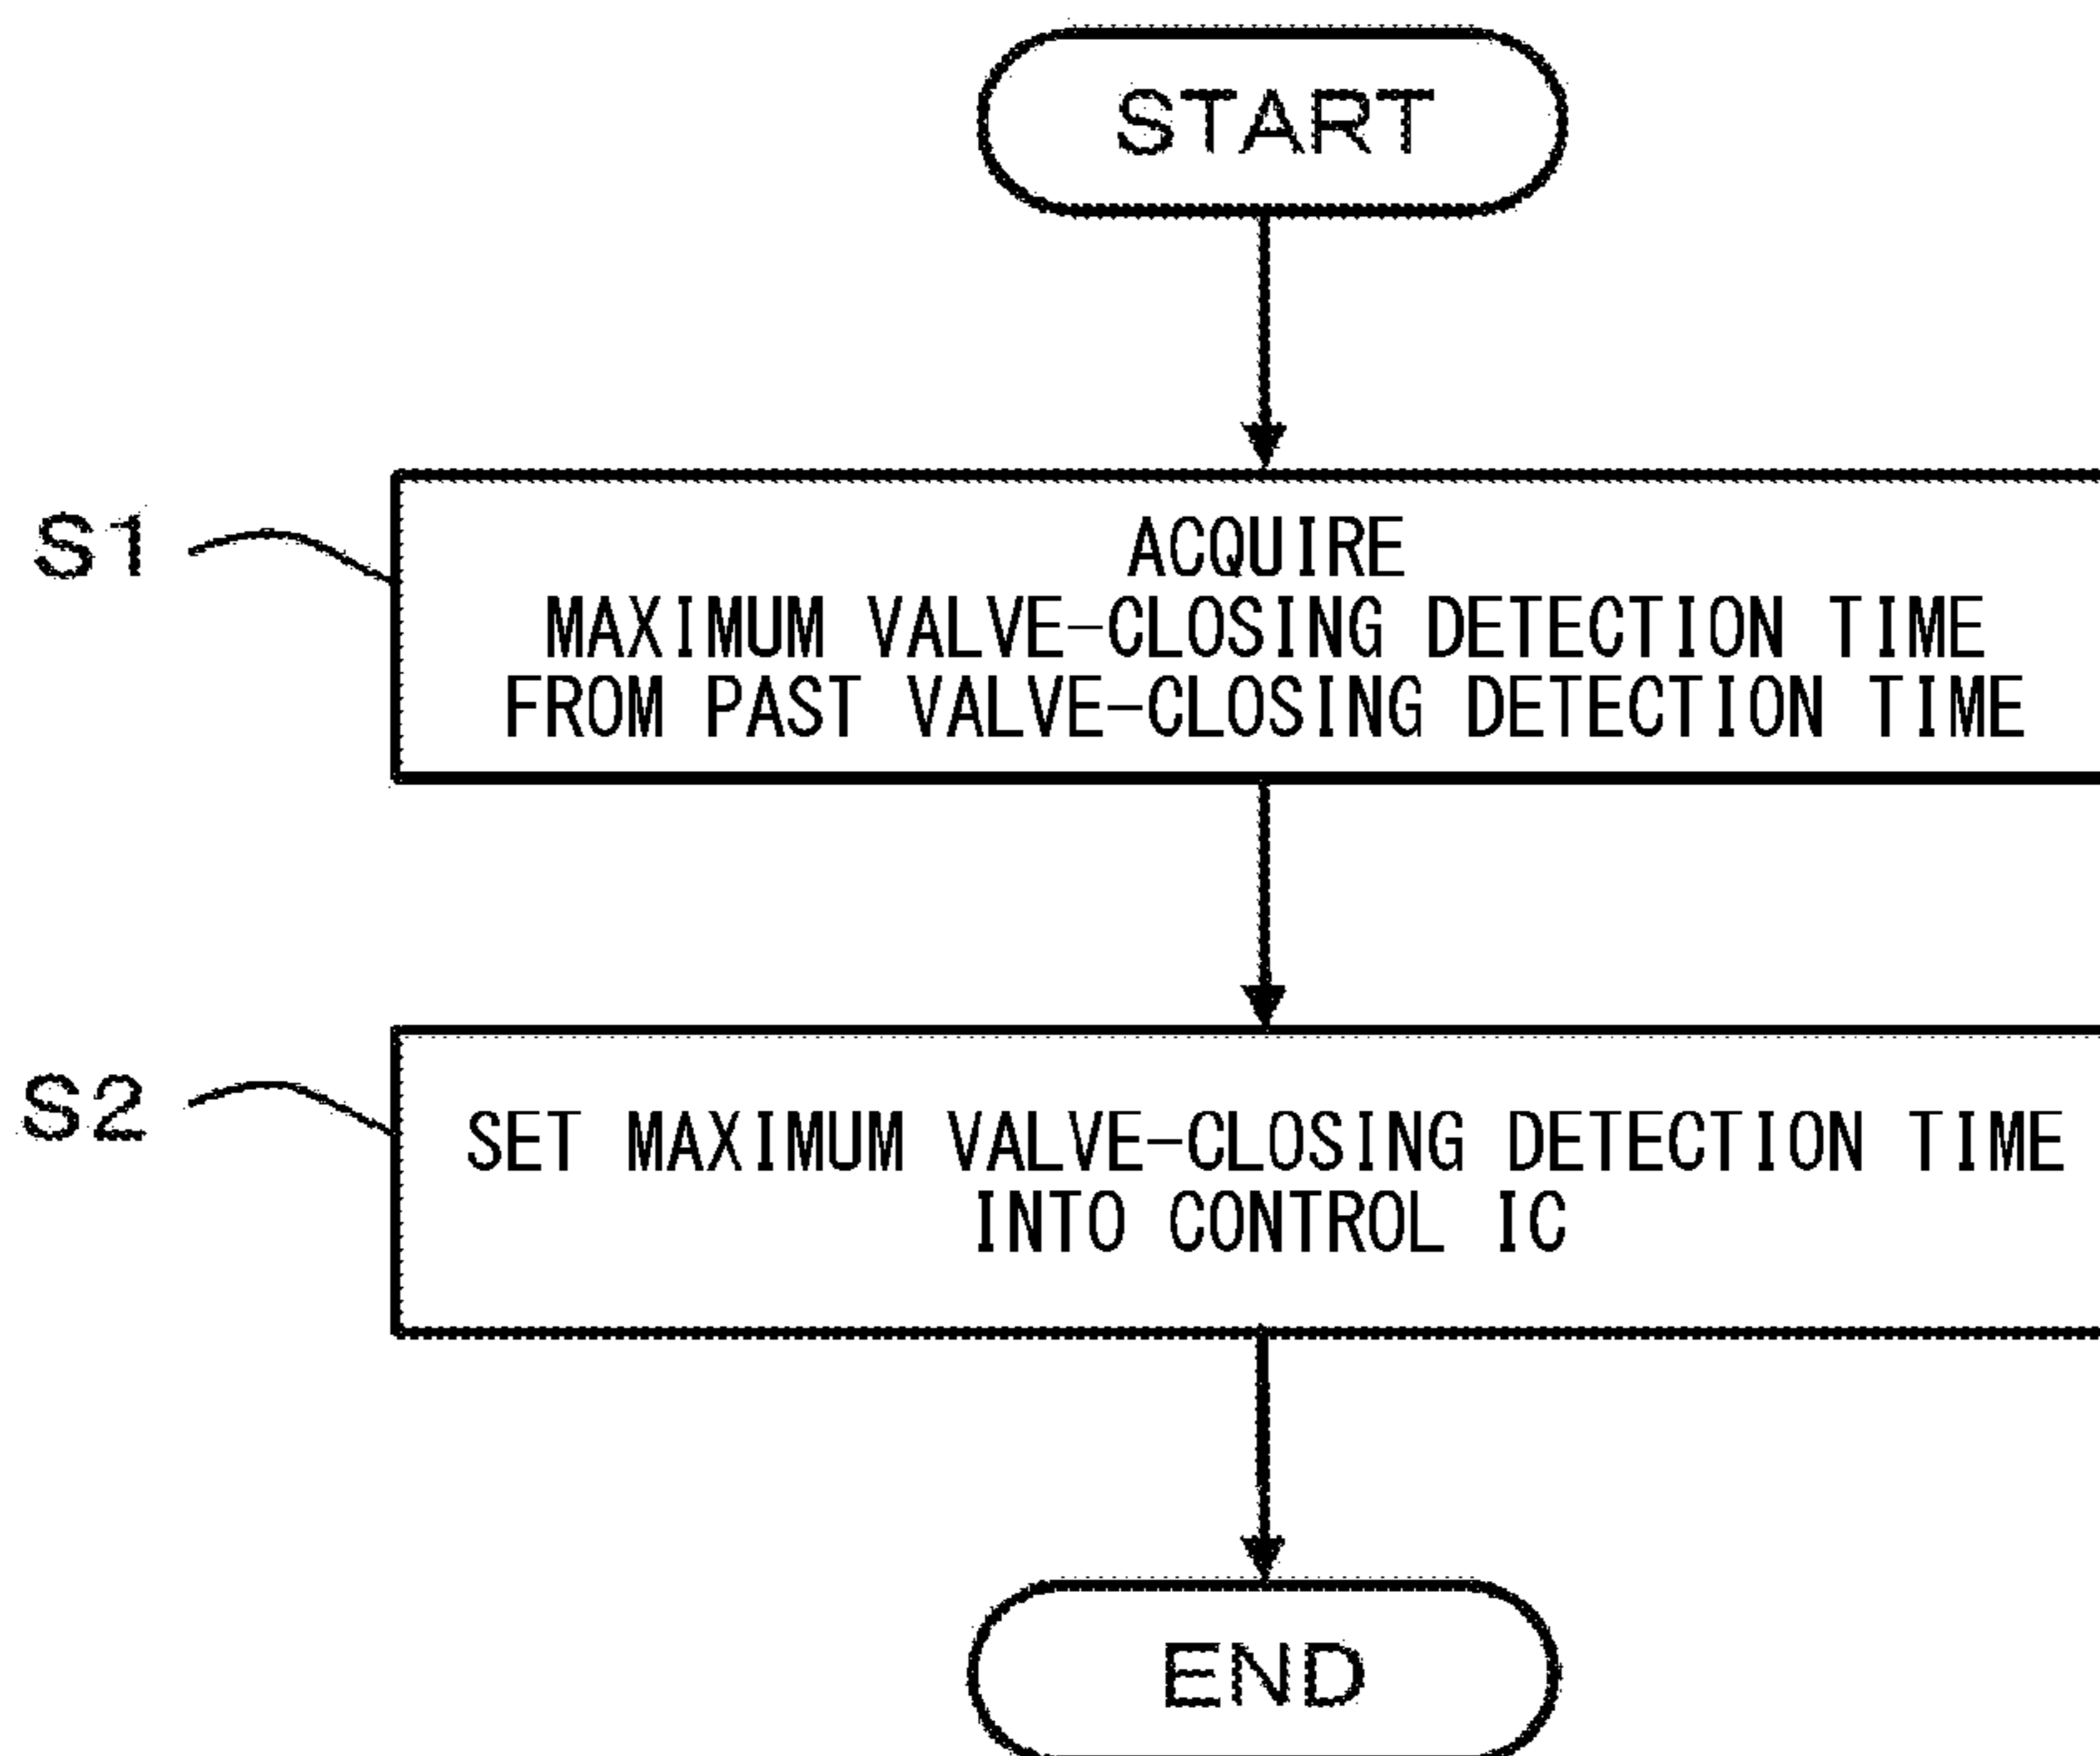 START
S1
ACQUIRE
MAXIMUM VALVE-CLOSING DETECTION TIME
FROM PAST VALVE-CLOSING DETECTION TIME
S2
SET MAXIMUM VALVE-CLOSING DETECTION TIME
INTO CONTROL IC
END